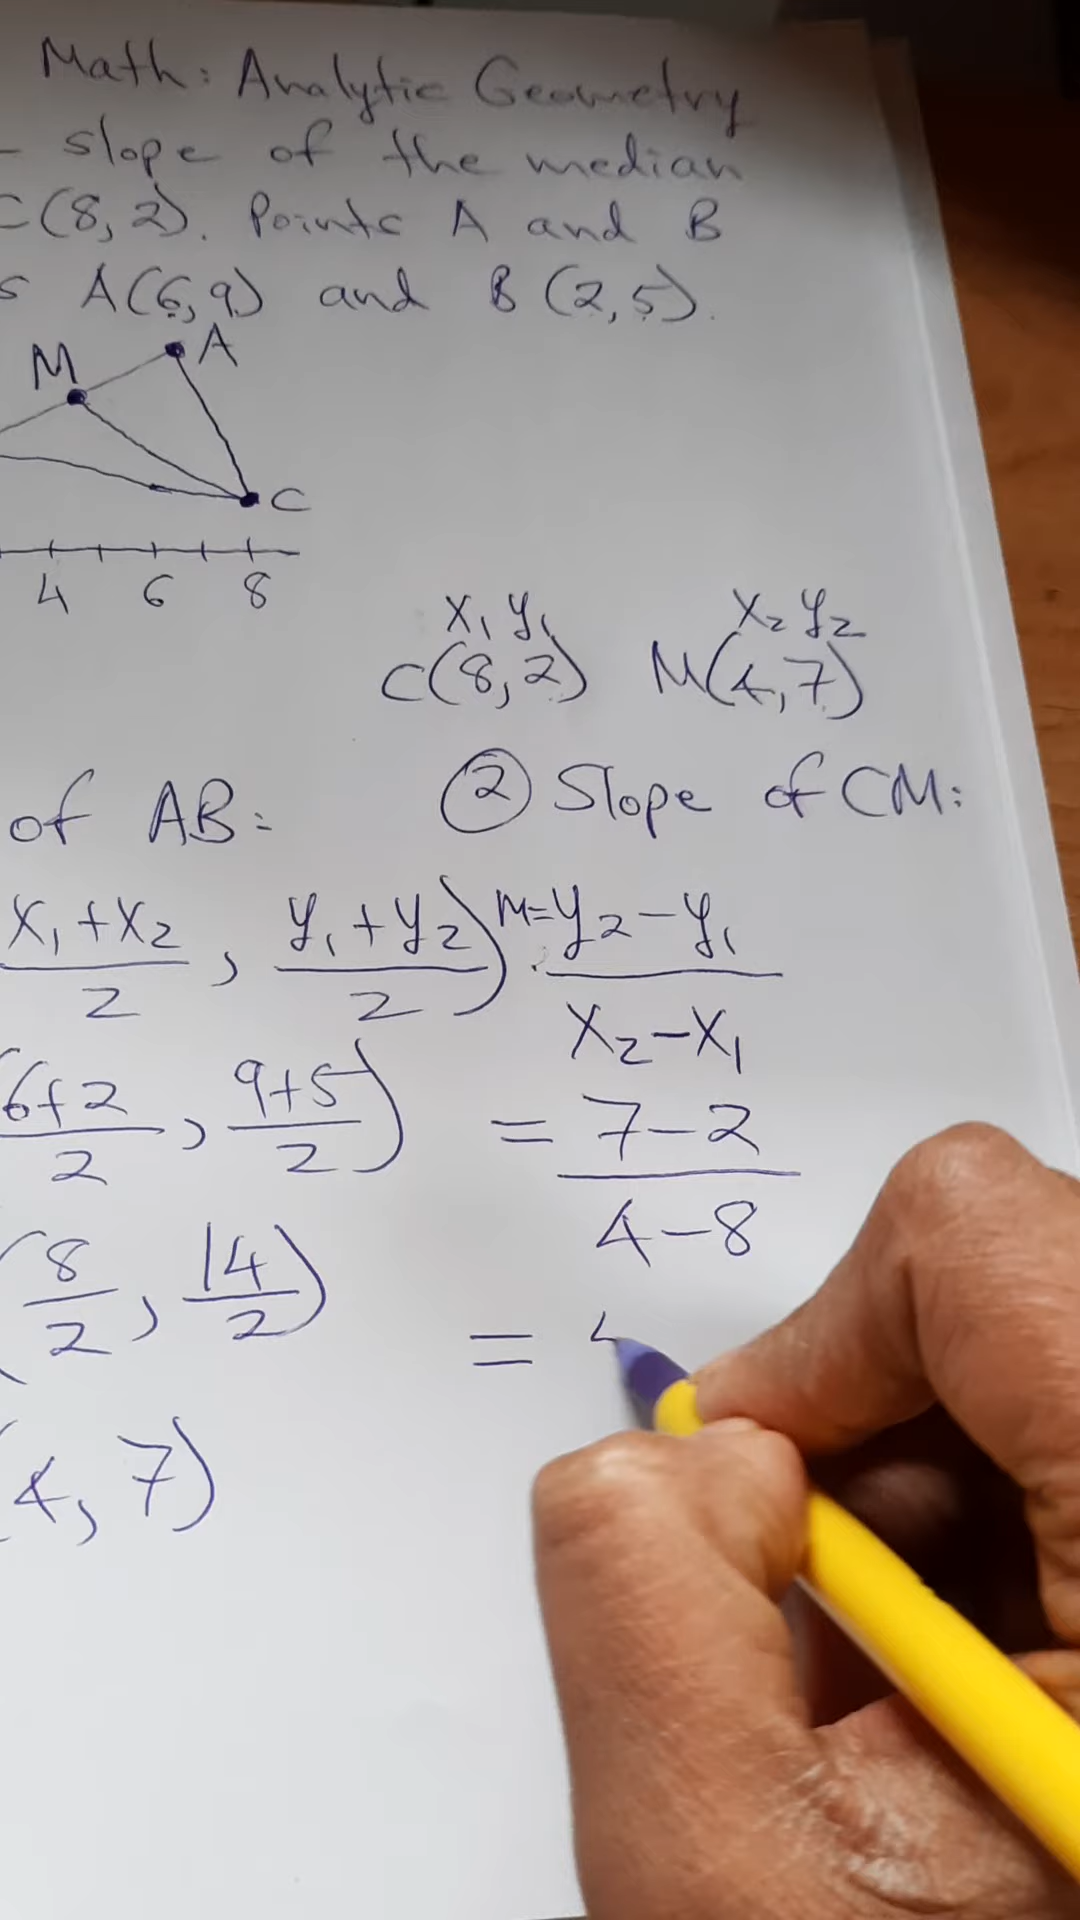 Math: Analytic Geometry
slope of the median
C(8,2). Points A and B
s A(6,9) and B(2,5).
M A
C
4 6 8
x₁ y₁ x₂ y₂
C(8,2) M(4,7)
of AB: ② Slope of CM:
x₁+x₂/2, y₁+y₂/2) M=y₂-y₁/x₂-x₁
(6+2/2, 9+5/2) = 7-2/4-8
(8/2, 14/2) =
(4,7)